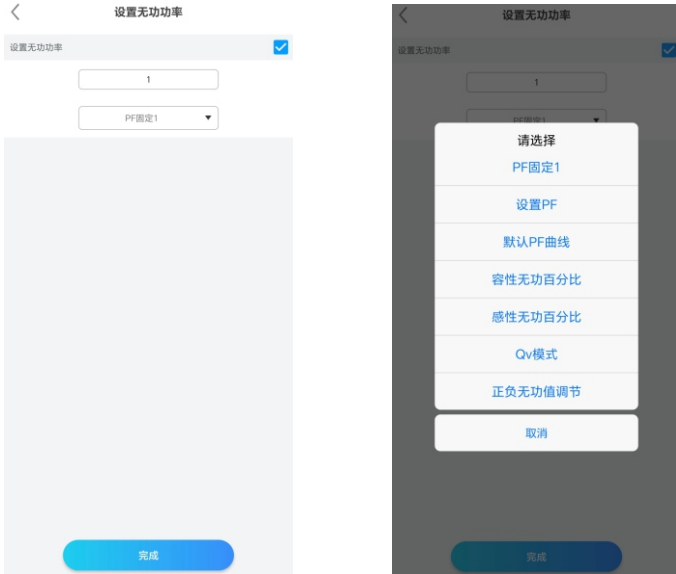 设置无功功率
设置无功功率
1
PF固定1
完成
设置无功功率
设置无功功率
1
PF固定1
请选择
PF固定1
设置PF
默认PF曲线
容性无功百分比
感性无功百分比
Qv模式
正负无功值调节
取消
完成